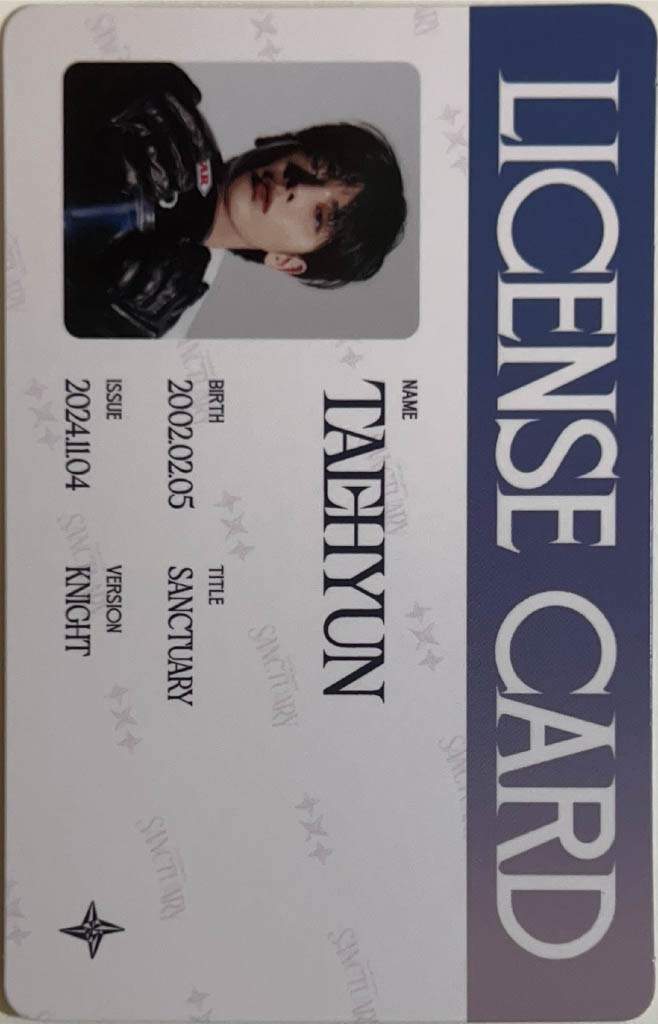 LICENSE CARD
NAME
TAEHYUN
BIRTH
2002.02.05
TITLE
SANCTUARY
ISSUE
2024.11.04
VERSION
KNIGHT
SANCTUARY
SANCTUARY
SANCTUARY
SANCTUARY
SANCTUARY